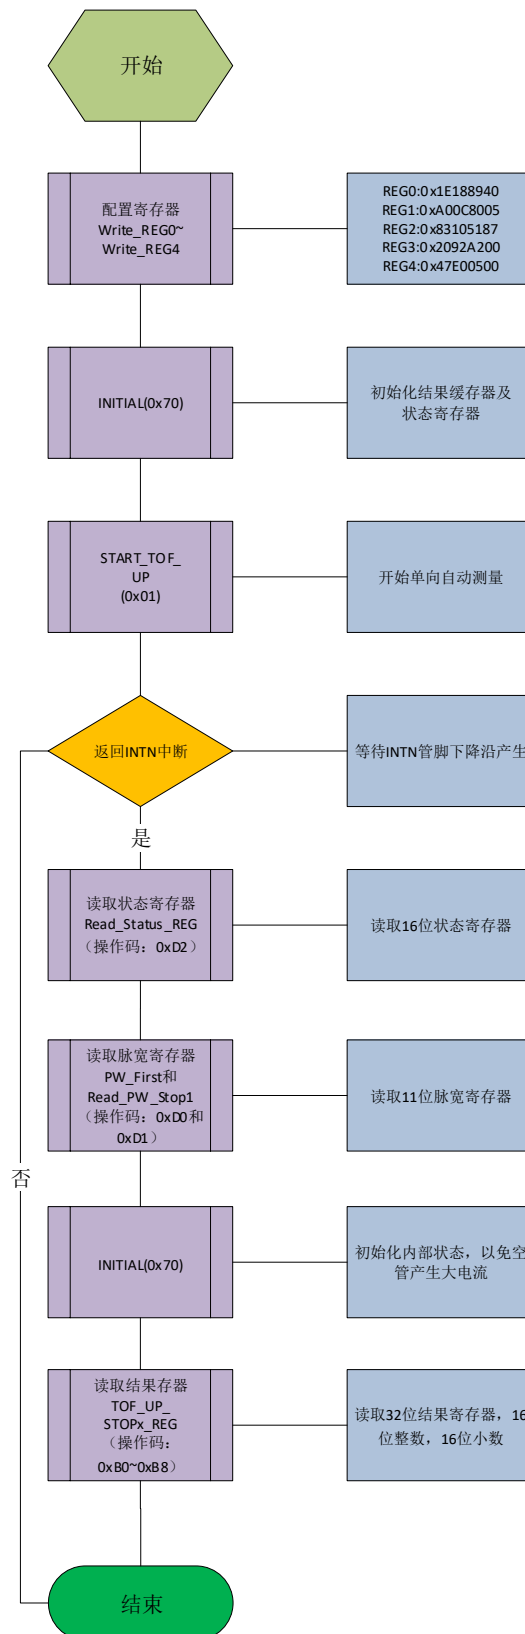 开始
配置寄存器
Write_REG0~
Write_REG4
REG0:0x1E188940
REG1:0xA00C8005
REG2:0x83105187
REG3:0x2092A200
REG4:0x47E00500
INITIAL(0x70)
初始化结果缓存器及
状态寄存器
START_TOF_
UP
(0x01)
开始单向自动测量
返回INTN中断
等待INTN管脚下降沿产生
是
读取状态寄存器
Read_Status_REG
（操作码：0xD2）
读取16位状态寄存器
读取脉宽寄存器
PW_First和
Read_PW_Stop1
（操作码：0xD0和
0xD1）
读取11位脉宽寄存器
否
INITIAL(0x70)
初始化内部状态，以免空
管产生大电流
读取结果存器
TOF_UP_
STOPx_REG
（操作码：
0xB0~0xB8）
读取32位结果寄存器，16
位整数，16位小数
结束